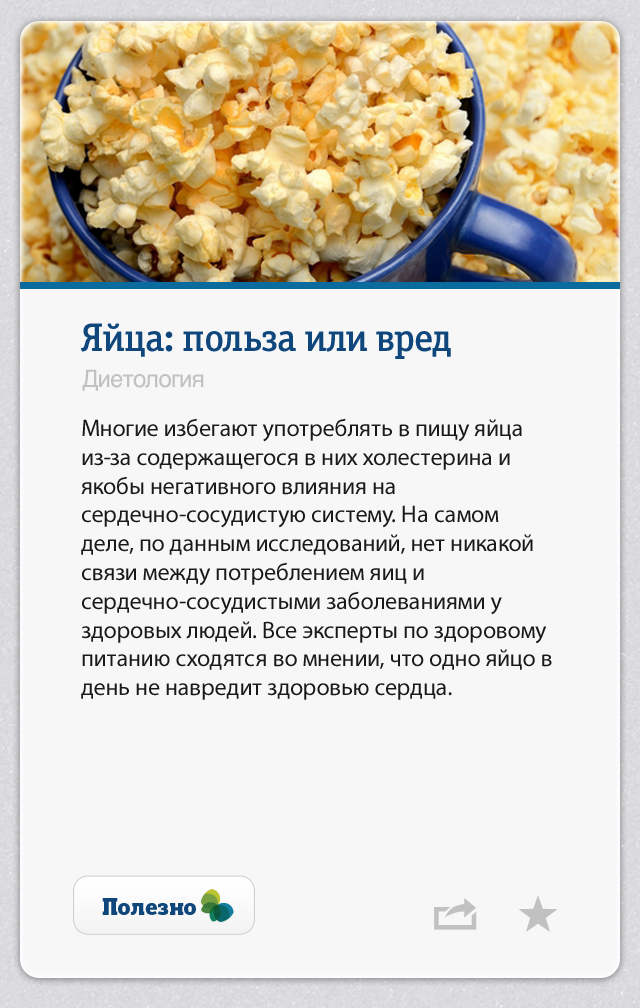 Яйца: польза или вред
Диетология
Многие избегают употреблять в пищу яйца
из-за содержащегося в них холестерина и
якобы негативного влияния на
сердечно-сосудистую систему. На самом
деле, по данным исследований, нет никакой
связи между потреблением яиц и
сердечно-сосудистыми заболеваниями у
здоровых людей. Все эксперты по здоровому
питанию сходятся во мнении, что одно яйцо в
день не навредит здоровью сердца.
Полезно